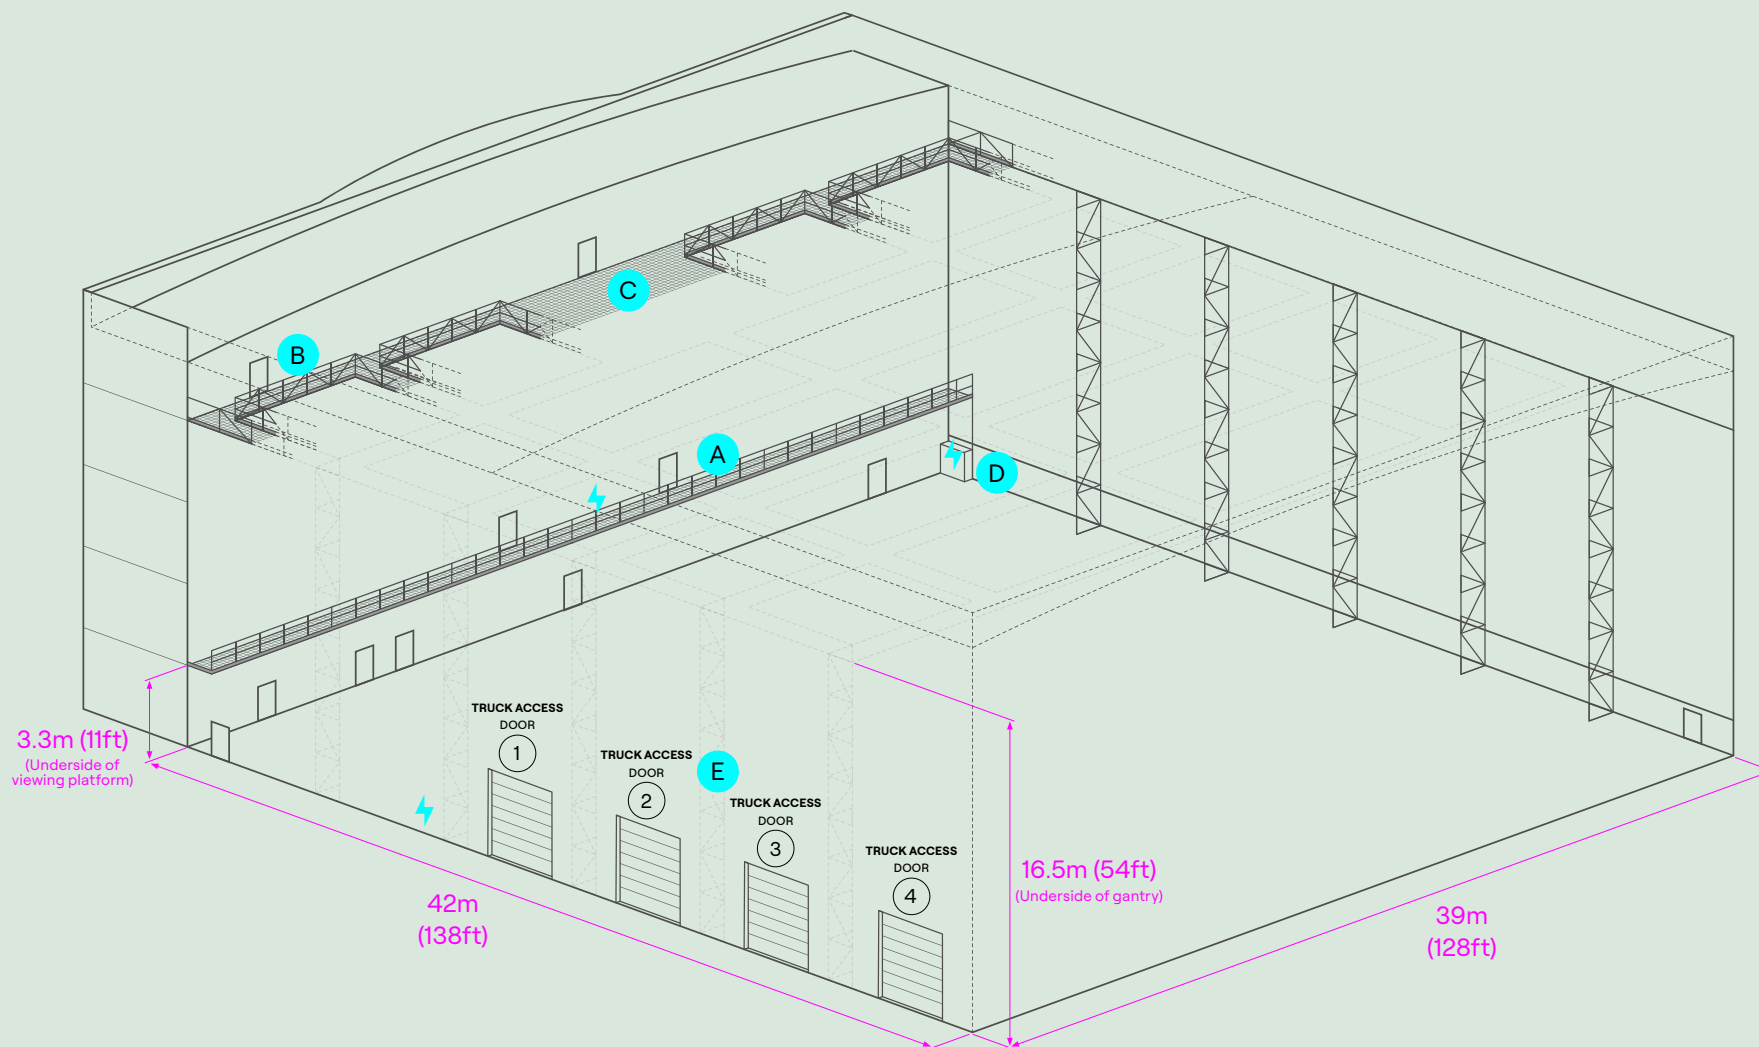 B
C
A
D
E
TRUCK ACCESS
DOOR
1
TRUCK ACCESS
DOOR
2
TRUCK ACCESS
DOOR
3
TRUCK ACCESS
DOOR
4
3.3m (11ft)
(Underside of
viewing platform)
42m
(138ft)
16.5m (54ft)
(Underside of gantry)
39m
(128ft)